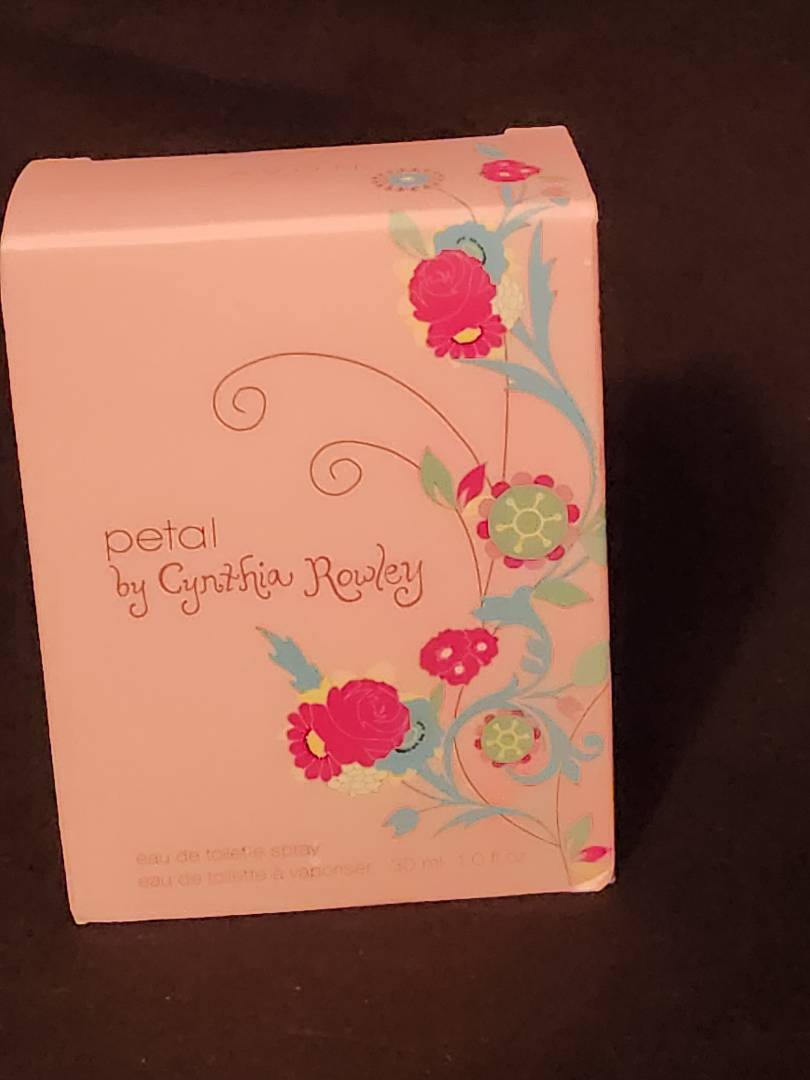 petal
by Cynthia Rowley
eau de toilette spray
eau de toilette à vaporiser 30 ml 1.0 fl oz